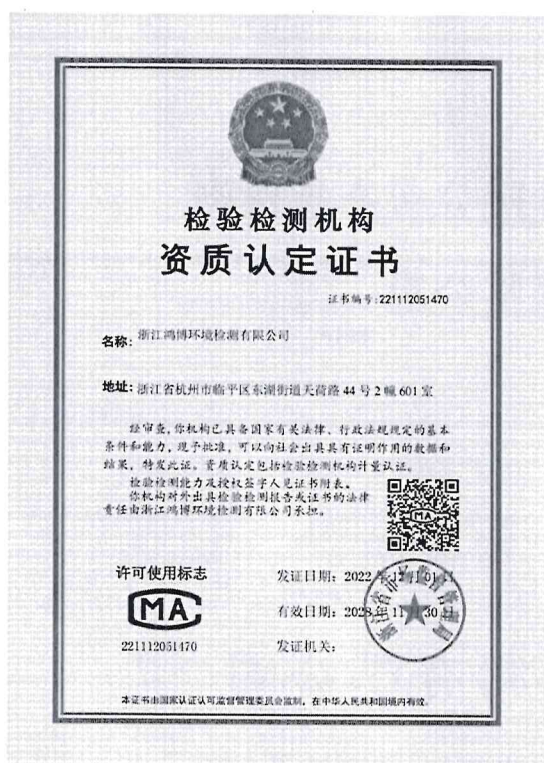 检验检测机构
资质认定证书
证书编号:221112051470
名称:浙江鸿博环境检测有限公司
地址:浙江省杭州市临平区东湖街道天荷路44号2幢601室
经审查,你机构已具备国家有关法律、行政法规规定的基本
条件和能力,现予批准,可以向社会出具具有证明作用的数据和
结果,特发此证。资质认定包括检验检测机构计量认证。
检验检测能力及授权签字人见证书附表。
你机构对外出具检验检测报告或证书的法律
责任由浙江鸿博环境检测有限公司承担。
MA
许可使用标志
MA
221112051470
发证日期:2022年12月01日
有效日期:2028年11月30日
发证机关:
浙江省市场监督管理局
本证书由国家认证认可监督管理委员会监制,在中华人民共和国境内有效。